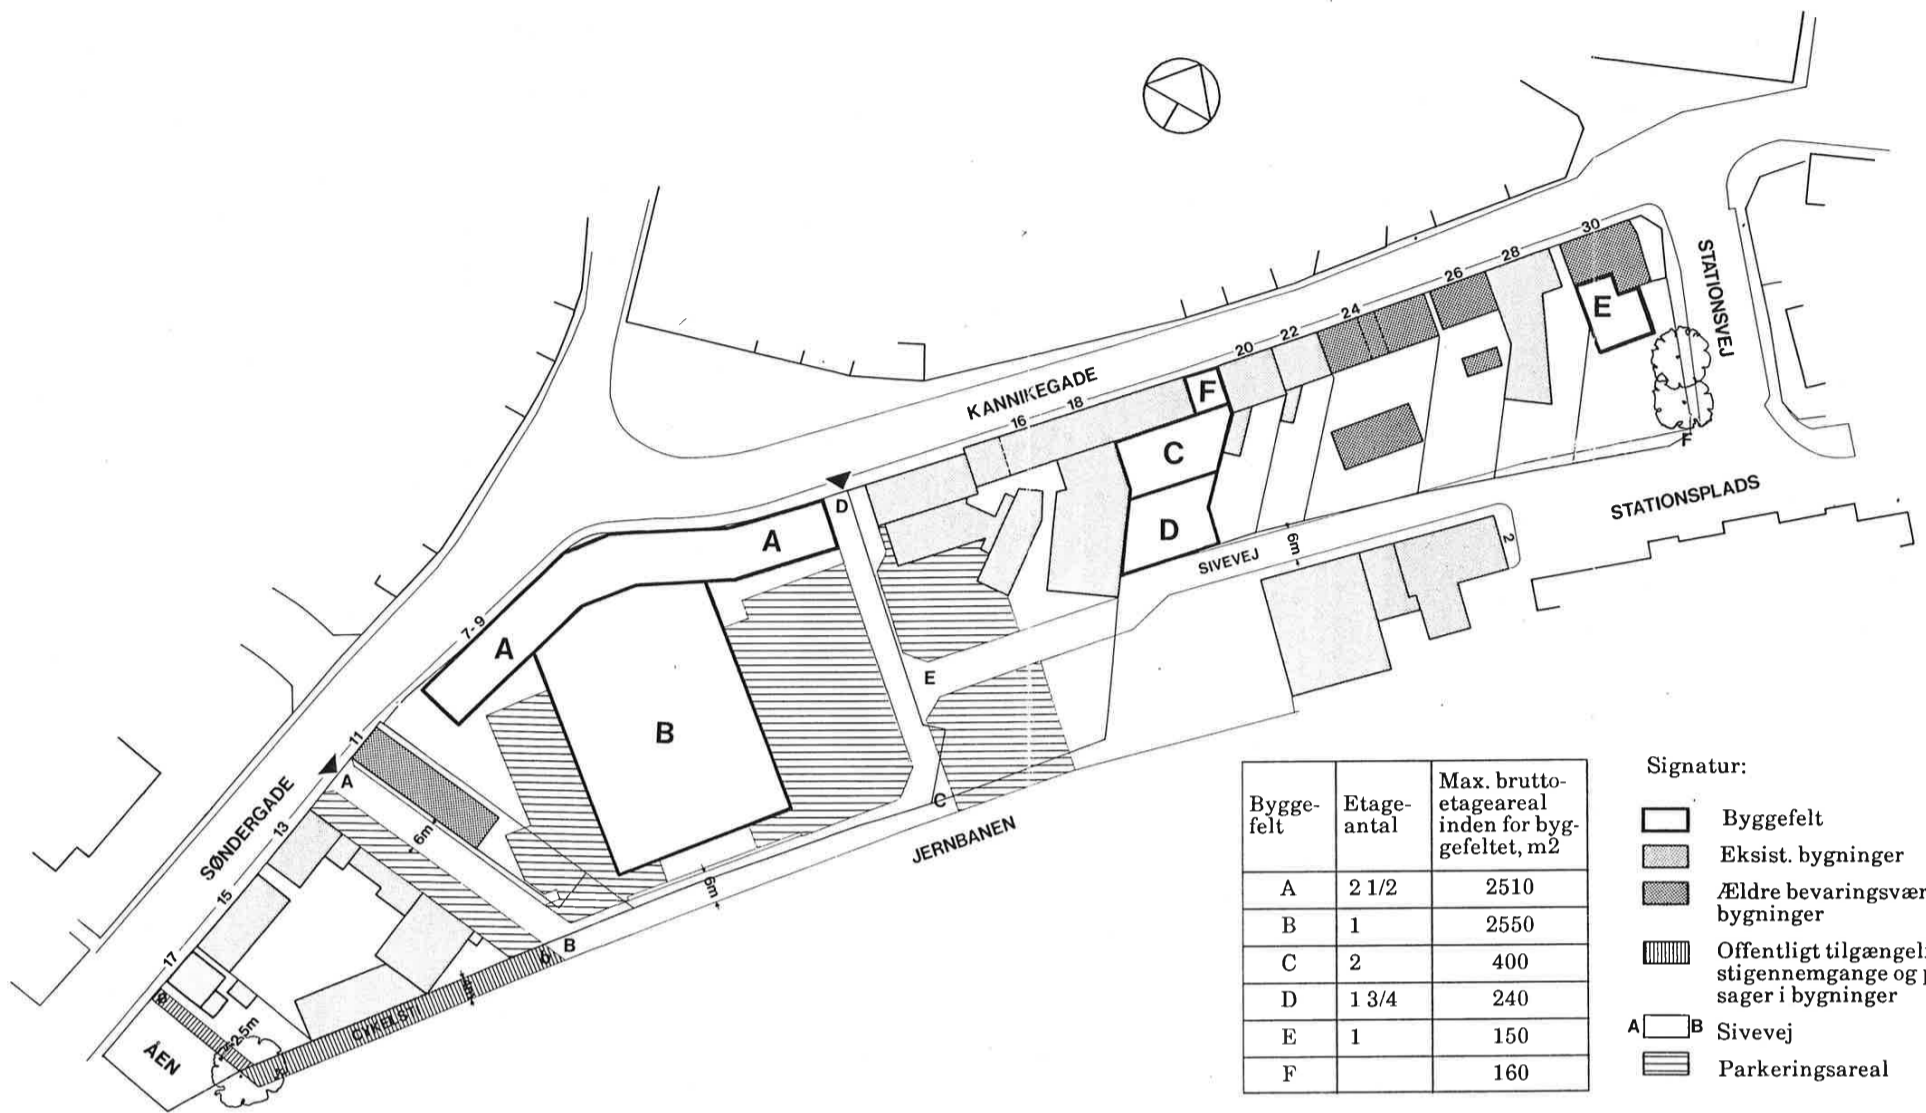 30
28
26
24
22
20
STATIONSVEJ
E
KANNIKEGADE
18
16
F
C
D
F
STATIONSPLADS
SIVEVEJ
6m
2
D
A
7-9
A
B
E
C
11
A
6m
SØNDERGADE
13
15
17
B
6m
JERNBANEN
CYKELSTI
2.5m
ÅEN
Bygge-
felt
Etage-
antal
Max. brutto-
etageareal
inden for byg-
gefeltet, m2
A 2 1/2 2510
B 1 2550
C 2 400
D 1 3/4 240
E 1 150
F 160
Signatur:
Byggefelt
Eksist. bygninger
Ældre bevaringsvær
bygninger
Offentligt tilgængeli
stigennemgange og p
sager i bygninger
A B Sivevej
Parkeringsareal